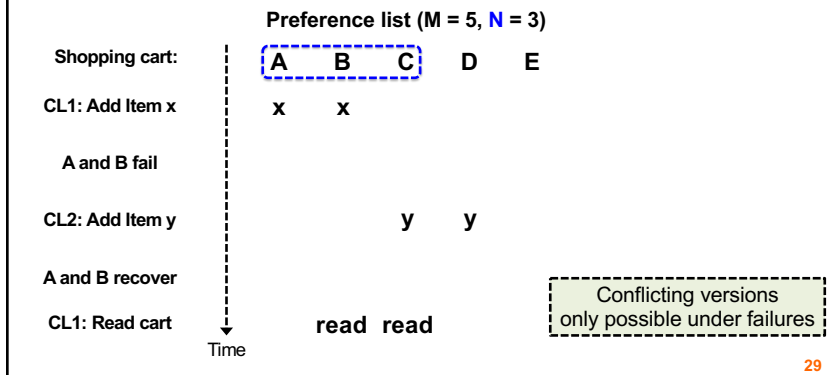 Preference list (M = 5, N = 3)
Shopping cart: A B C D E
CL1: Add Item x x x
A and B fail
CL2: Add Item y y y
A and B recover
CL1: Read cart read read
Time
Conflicting versions
only possible under failures
29